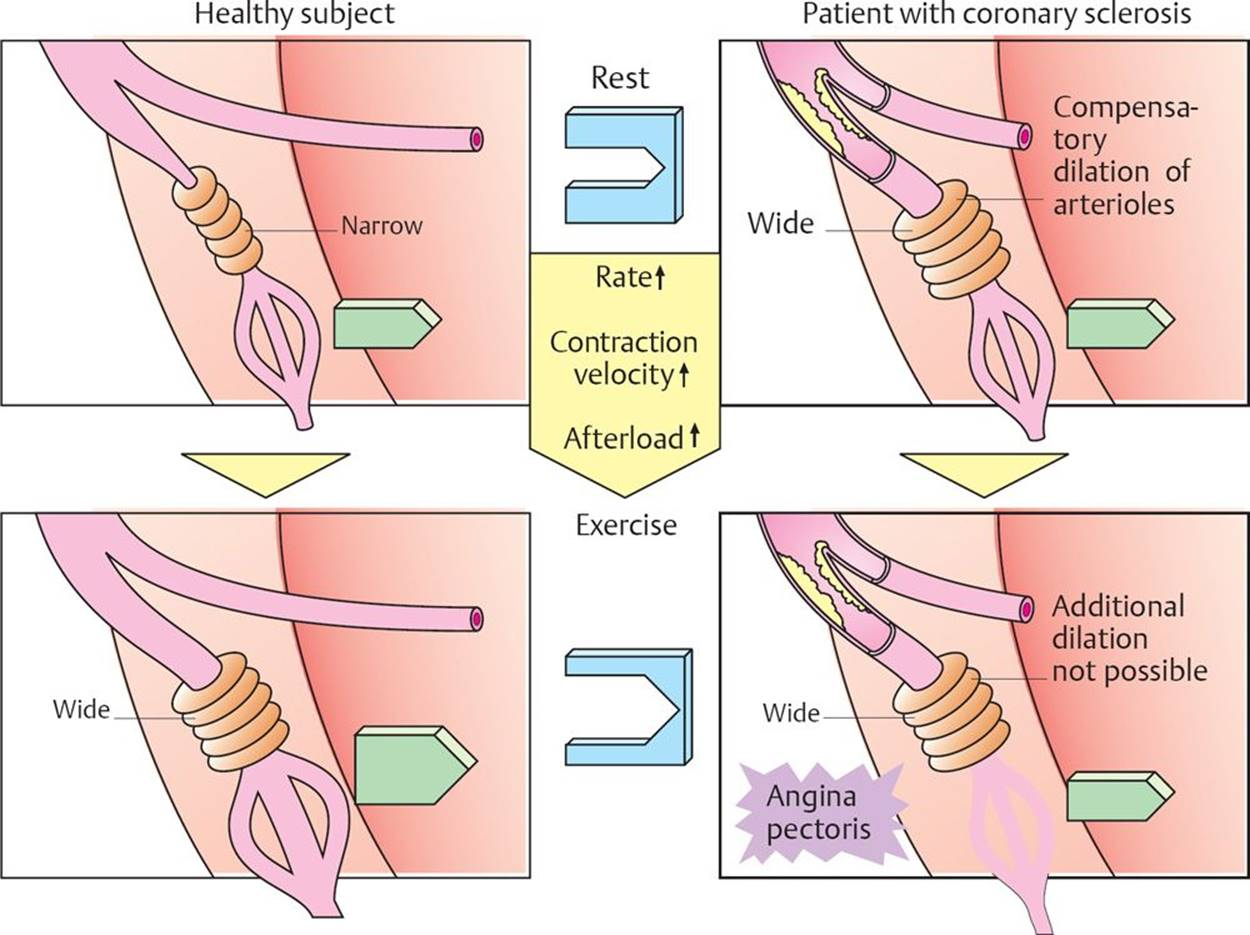 Healthy subject
Patient with coronary sclerosis
Rest
Narrow
Wide
Compensa-
tory
dilation of
arterioles
Rate↑
Contraction
velocity↑
Afterload↑
Exercise
Wide
Wide
Additional
dilation
not possible
Angina
pectoris